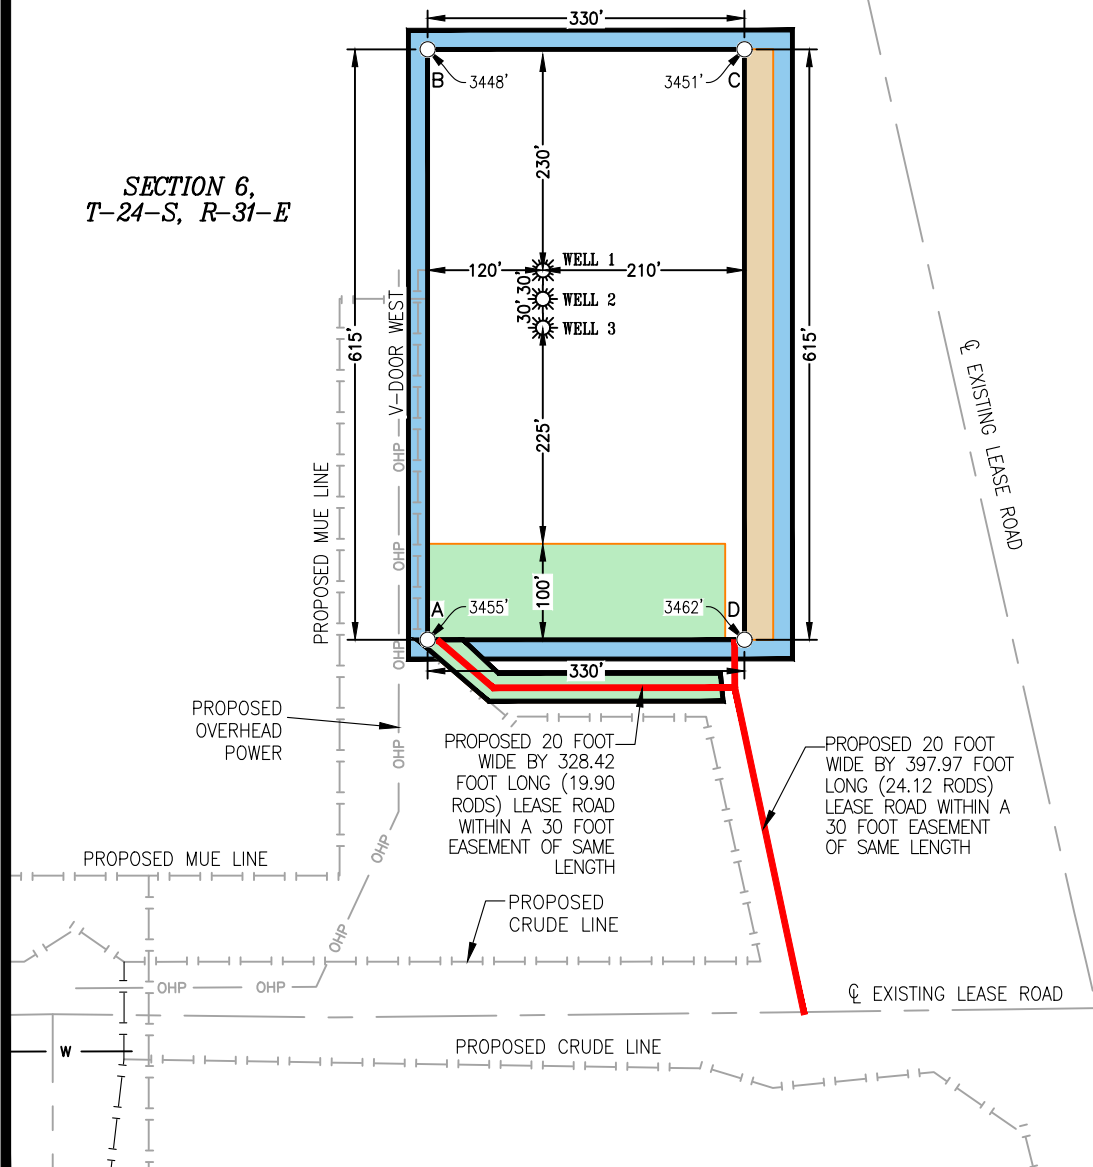 330'
B
3448'
3451'
C
230'
SECTION 6,
T-24-S, R-31-E
WELL 1
120'
210'
30'
30'
WELL 2
WELL 3
615'
615'
V-DOOR WEST
225'
OHP
PROPOSED MUE LINE
℄ EXISTING LEASE ROAD
OHP
100'
A
3455'
3462'
D
OHP
330'
PROPOSED
OVERHEAD
POWER
OHP
PROPOSED 20 FOOT
WIDE BY 328.42
FOOT LONG (19.90
RODS) LEASE ROAD
WITHIN A 30 FOOT
EASEMENT OF SAME
LENGTH
PROPOSED 20 FOOT
WIDE BY 397.97 FOOT
LONG (24.12 RODS)
LEASE ROAD WITHIN A
30 FOOT EASEMENT
OF SAME LENGTH
OHP
PROPOSED MUE LINE
PROPOSED
CRUDE LINE
OHP
OHP
OHP
℄ EXISTING LEASE ROAD
W
PROPOSED CRUDE LINE